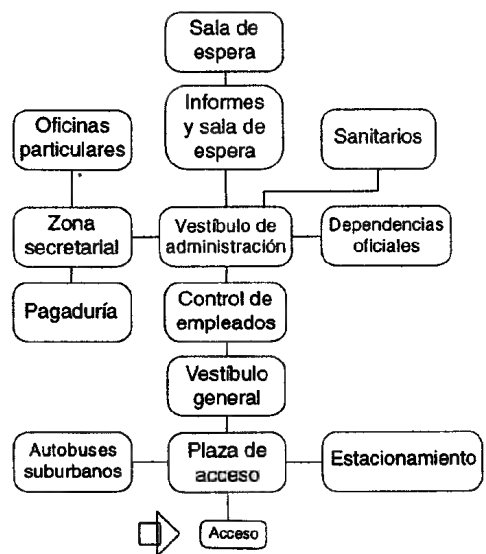 Sala de
espera
Informes
y sala de
espera
Oficinas
particulares
Sanitarios
Zona
secretarial
Vestíbulo de
administración
Dependencias
oficiales
Pagaduría
Control de
empleados
Vestíbulo
general
Autobuses
suburbanos
Plaza de
acceso
Estacionamiento
Acceso